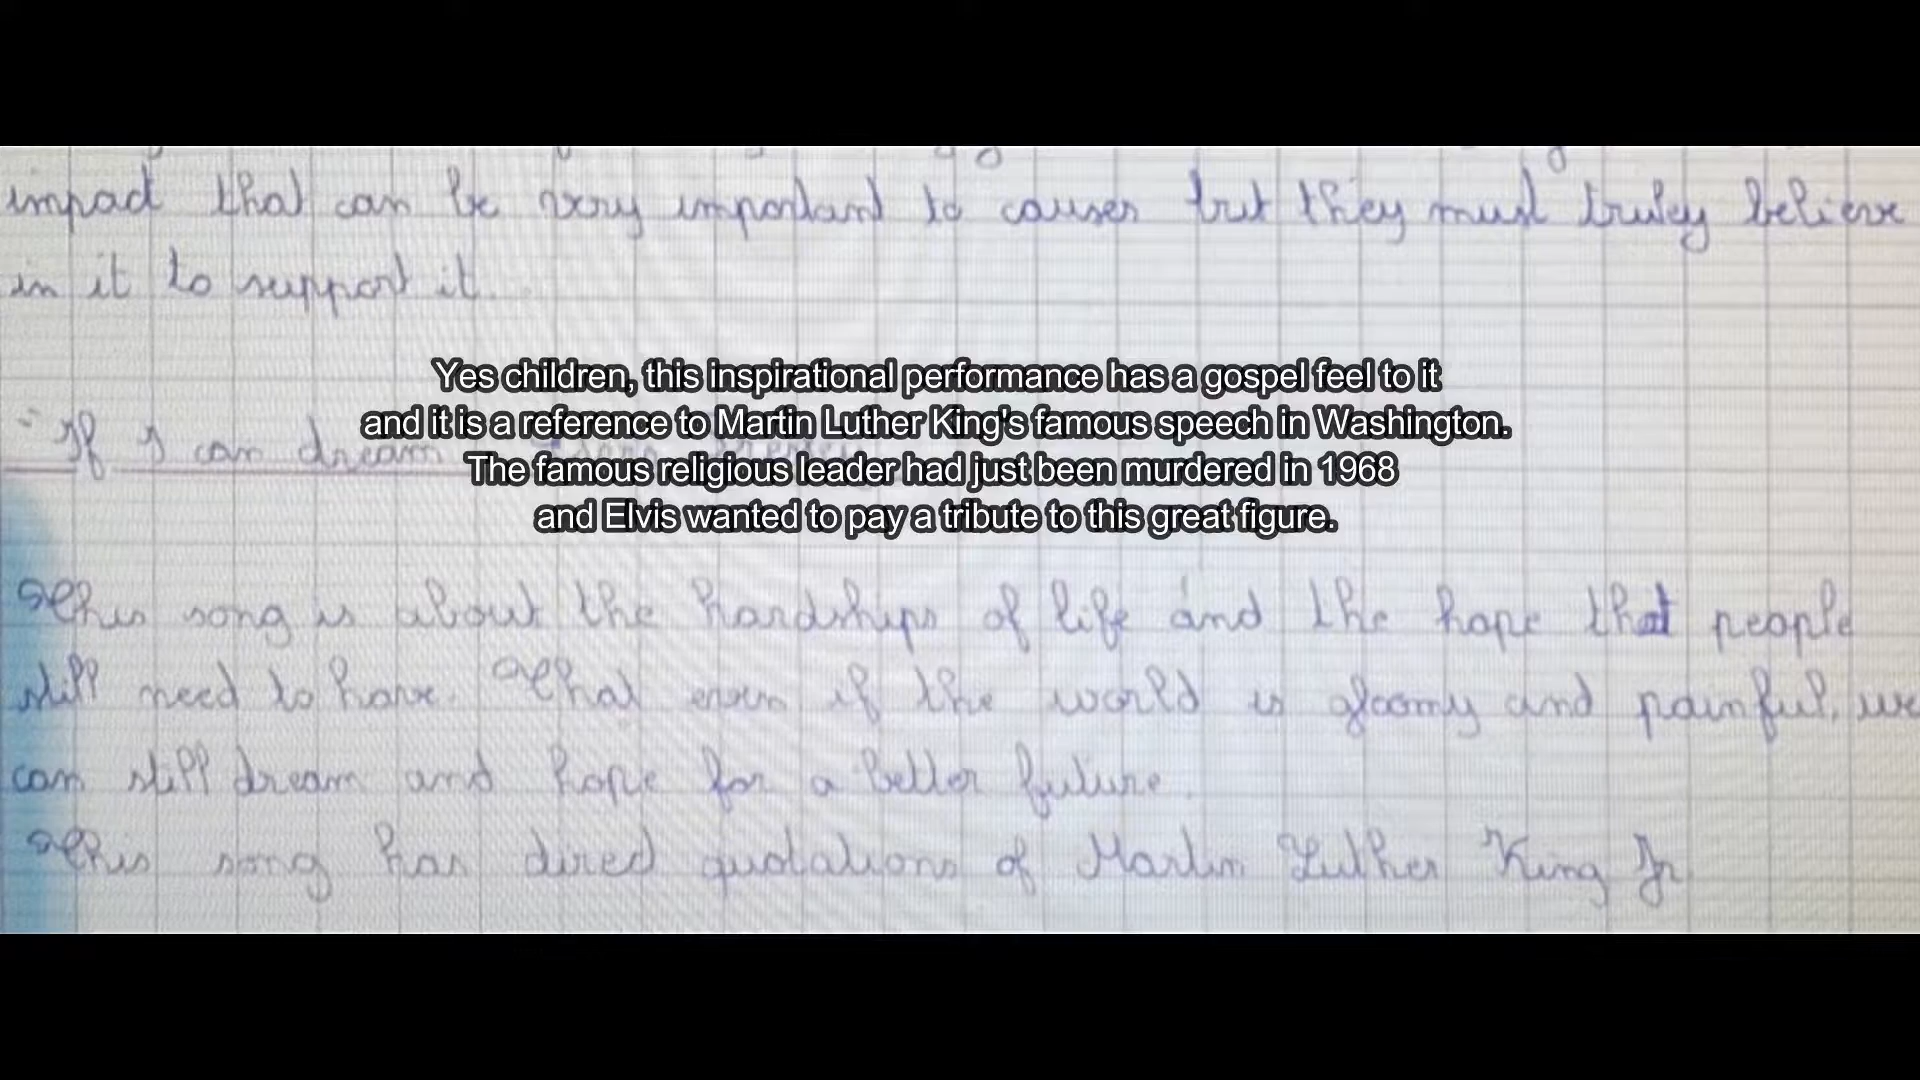 impact that can be very important to causes but they must truley believe
in it to support it.
Yes children, this inspirational performance has a gospel feel to it
and it is a reference to Martin Luther King's famous speech in Washington.
"If I can dream
The famous religious leader had just been murdered in 1968
and Elvis wanted to pay a tribute to this great figure.
This song is about the hardships of life and the hope that people
still need to have. That even if the world is gloomy and painful, we
can still dream and hope for a better future.
This song has direct quotations of Martin Luther King Jr